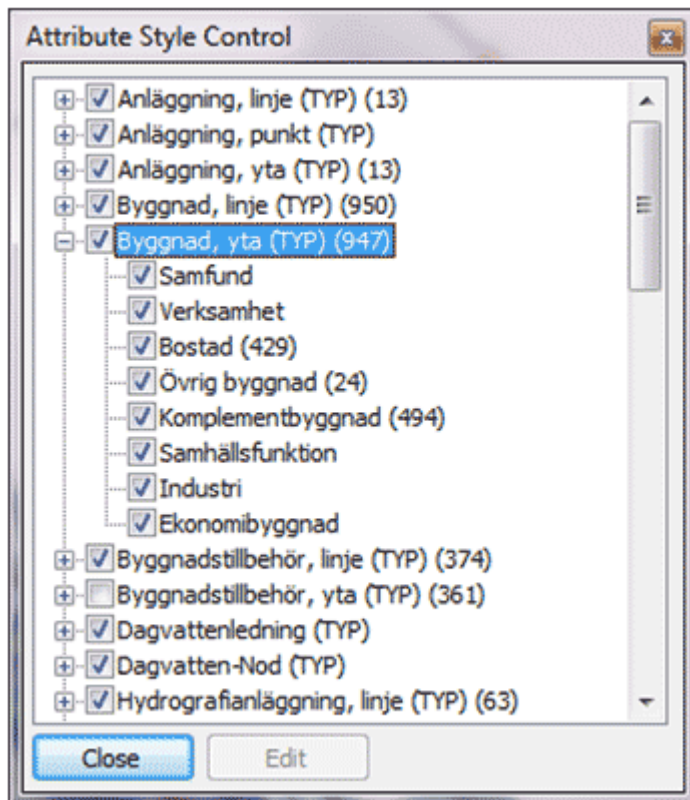 Attribute Style Control
Anläggning, linje (TYP) (13)
Anläggning, punkt (TYP)
Anläggning, yta (TYP) (13)
Byggnad, linje (TYP) (950)
Byggnad, yta (TYP) (947)
Samfund
Verksamhet
Bostad (429)
Övrig byggnad (24)
Komplementbyggnad (494)
Samhällsfunktion
Industri
Ekonomibyggnad
Byggnadstillbehör, linje (TYP) (374)
Byggnadstillbehör, yta (TYP) (361)
Dagvattenledning (TYP)
Dagvatten-Nod (TYP)
Hydrografianläggning, linje (TYP) (63)
Close Edit